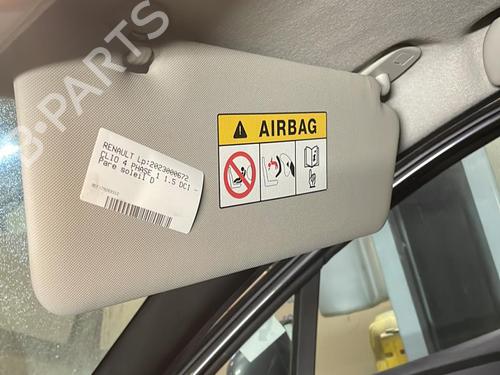 B-PARTS
RENAULT Lp:2023000672
CLIO 4 PHASE 1 1.5 DCI -
Pare soleil D
AIRBAG